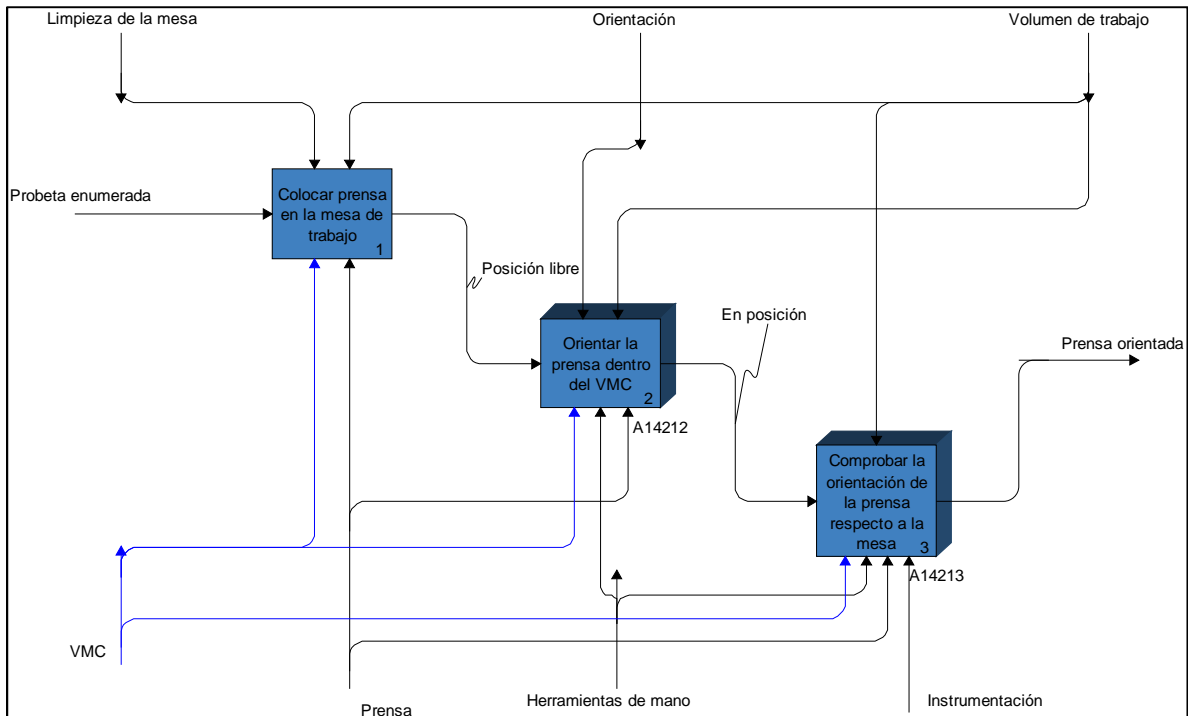 Limpieza de la mesa
Orientación
Volumen de trabajo
Probeta enumerada
Colocar prensa
en la mesa de
trabajo
1
Posición libre
En posición
Orientar la
prensa dentro
del VMC
2
A14212
Prensa orientada
Comprobar la
orientación de
la prensa
respecto a la
mesa
3
A14213
VMC
Prensa
Herramientas de mano
Instrumentación